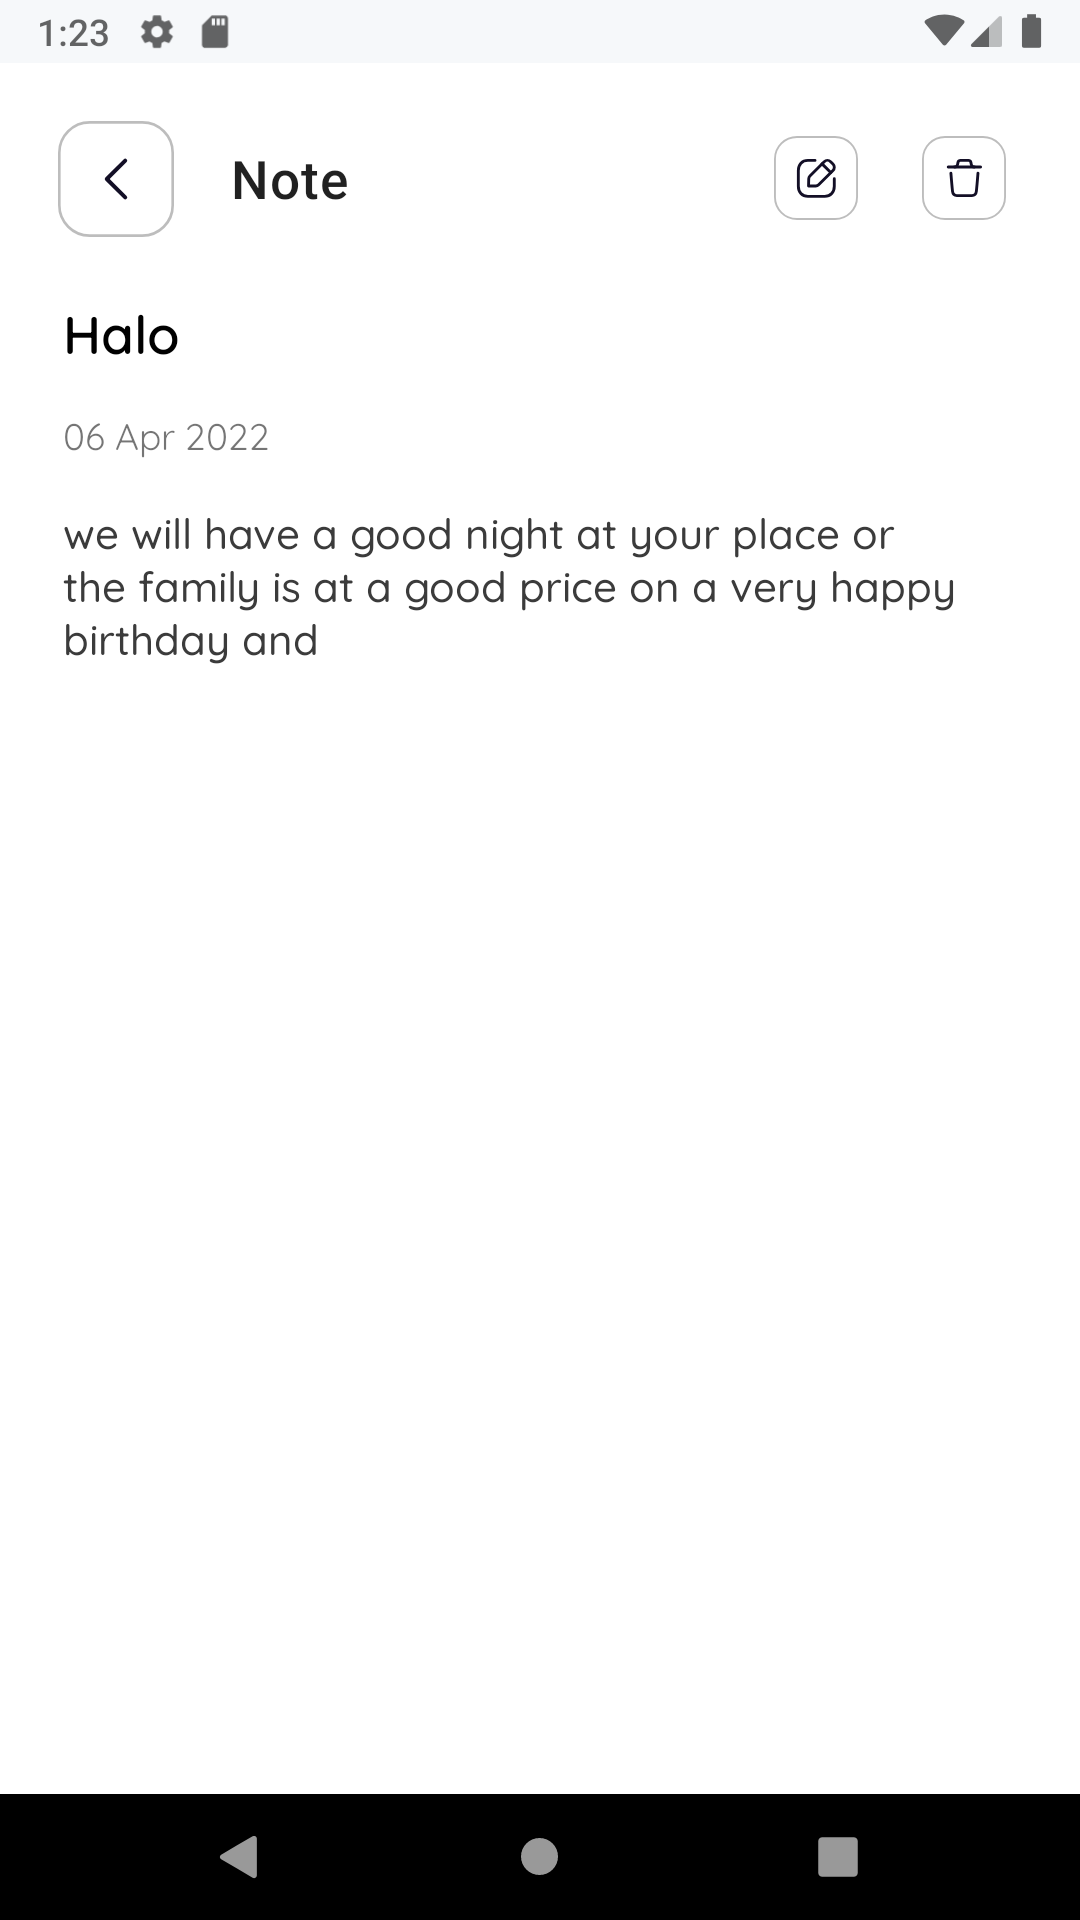 1:23
Note
Halo
06 Apr 2022
we will have a good night at your place or
the family is at a good price on a very happy
birthday and